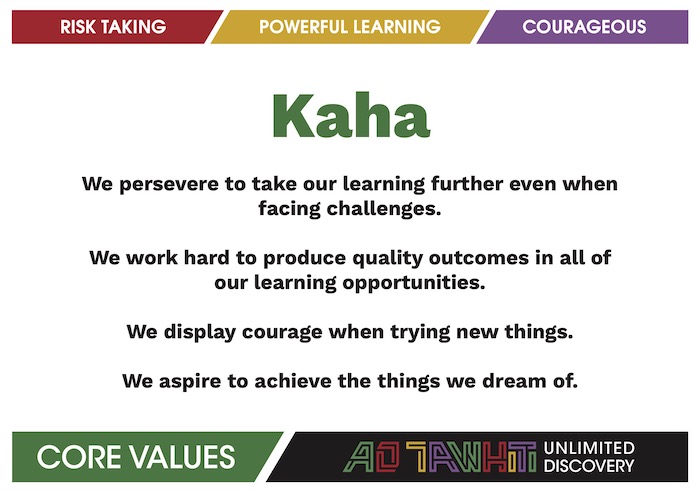 RISK TAKING POWERFUL LEARNING COURAGEOUS
Kaha
We persevere to take our learning further even when
facing challenges.
We work hard to produce quality outcomes in all of
our learning opportunities.
We display courage when trying new things.
We aspire to achieve the things we dream of.
CORE VALUES
AO TAWHITI
UNLIMITED
DISCOVERY